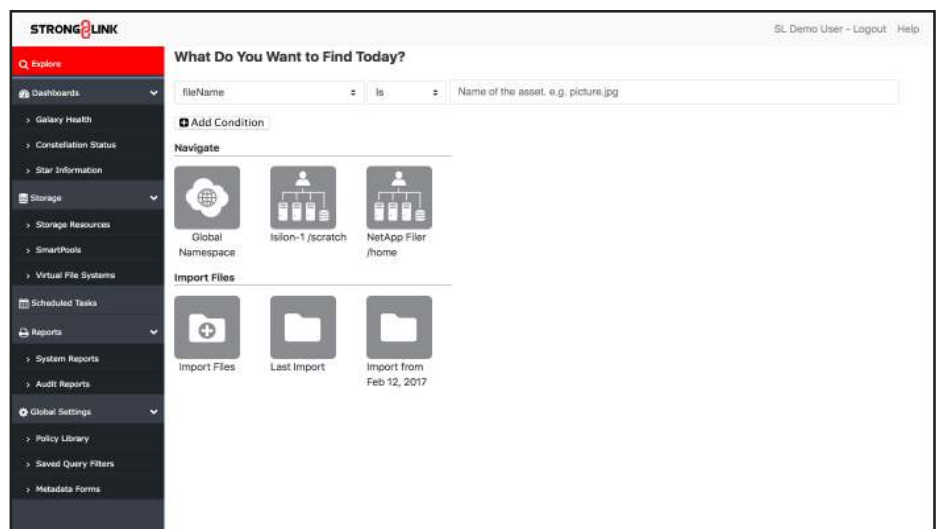 STRONG LINK
SL Demo User - Logout Help
Explore
Dashboards
Galaxy Health
Constellation Status
Star Information
Storage
Storage Resources
SmartPools
Virtual File Systems
Scheduled Tasks
Reports
System Reports
Audit Reports
Global Settings
Policy Library
Saved Query Filters
Metadata Forms
What Do You Want to Find Today?
fileName Is Name of the asset. e.g. picture.jpg
Add Condition
Navigate
Global
Namespace
Isilon-1 /scratch
NetApp Filer
/home
Import Files
Import Files
Last Import
Import from
Feb 12, 2017